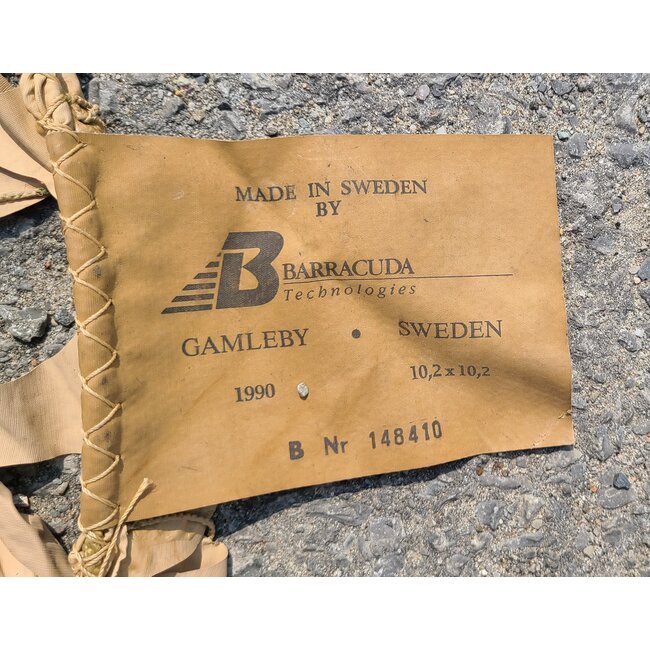 MADE IN SWEDEN
BY
B BARRACUDA
Technologies
GAMLEBY • SWEDEN
1990 10,2 x 10,2
B Nr 148410